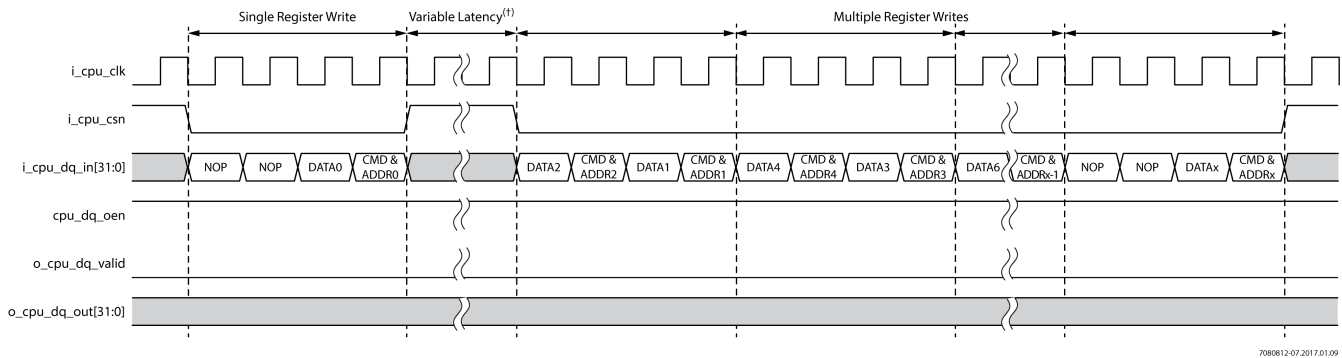 Single Register Write
Variable Latency(†)
Multiple Register Writes
i_cpu_clk
i_cpu_csn
i_cpu_dq_in[31:0]
NOP
NOP
DATA0
CMD &
ADDR0
DATA2
CMD &
ADDR2
DATA1
CMD &
ADDR1
DATA4
CMD &
ADDR4
DATA3
CMD &
ADDR3
DATA6
CMD &
ADDRx-1
NOP
NOP
DATAx
CMD &
ADDRx
cpu_dq_oen
o_cpu_dq_valid
o_cpu_dq_out[31:0]
7080812-07.2017.01.09